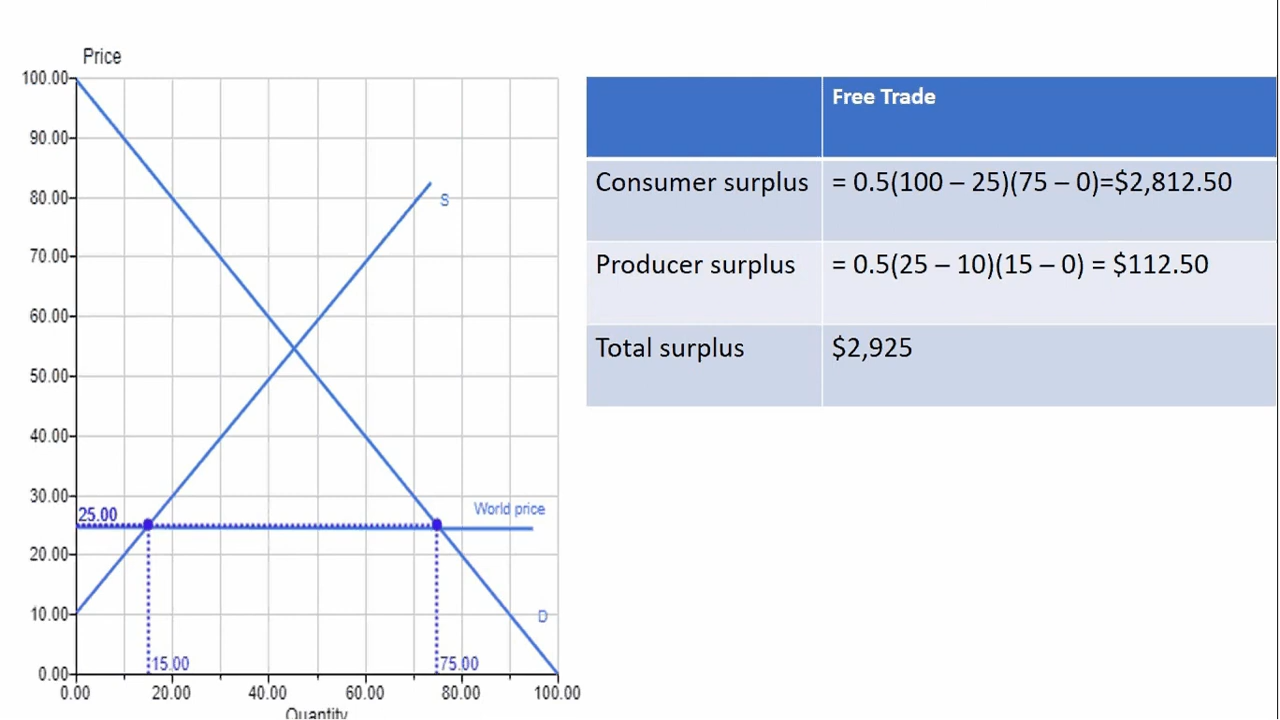 Price
100.00
90.00
80.00
70.00
60.00
50.00
40.00
30.00
20.00
10.00
0.00
S
World price
25.00
D
15.00
75.00
0.00 20.00 40.00 60.00 80.00 100.00
Quantity
Free Trade
Consumer surplus = 0.5(100 – 25)(75 – 0)=$2,812.50
Producer surplus = 0.5(25 – 10)(15 – 0) = $112.50
Total surplus $2,925